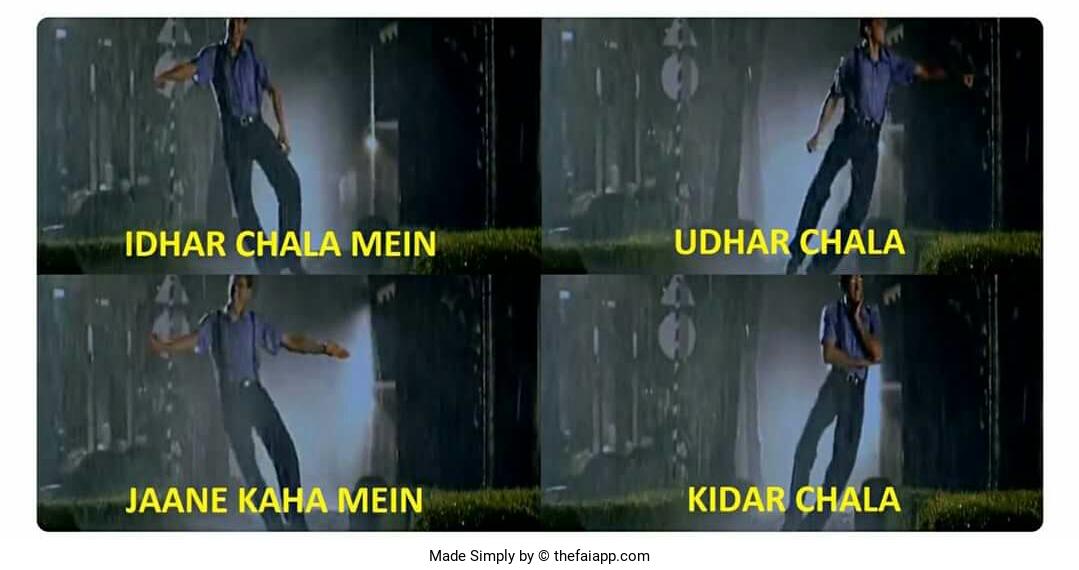 IDHAR CHALA MEIN
UDHAR CHALA
JAANE KAHA MEIN
KIDAR CHALA
Made Simply by © thefaiapp.com